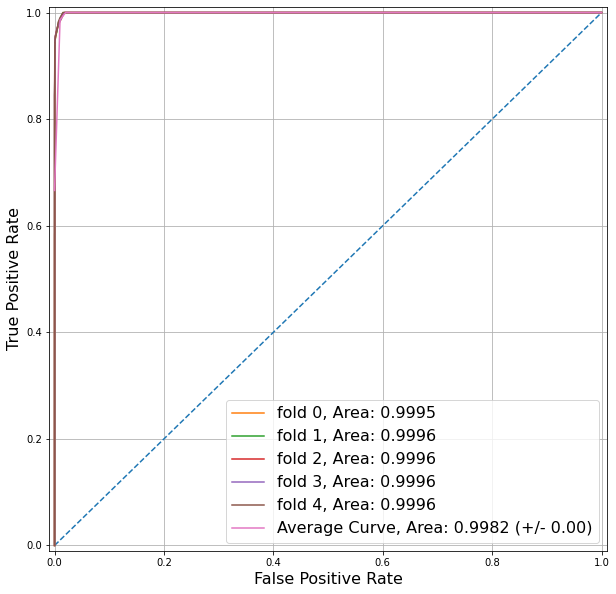 1.0
0.8
0.6
0.4
0.2
0.0
True Positive Rate
fold 0, Area: 0.9995
fold 1, Area: 0.9996
fold 2, Area: 0.9996
fold 3, Area: 0.9996
fold 4, Area: 0.9996
Average Curve, Area: 0.9982 (+/- 0.00)
0.0 0.2 0.4 0.6 0.8 1.0
False Positive Rate